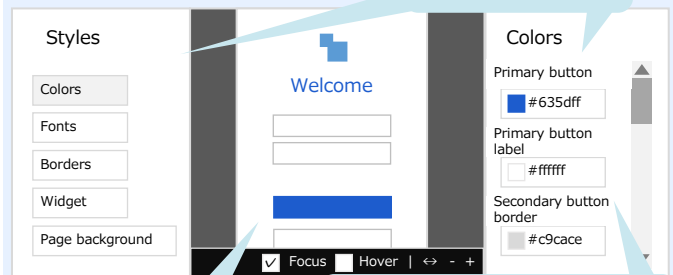 Styles
Colors
Fonts
Borders
Widget
Page background
Welcome
Focus Hover | ↔ - +
Colors
Primary button
#635dff
Primary button
label
#ffffff
Secondary button
border
#c9cace